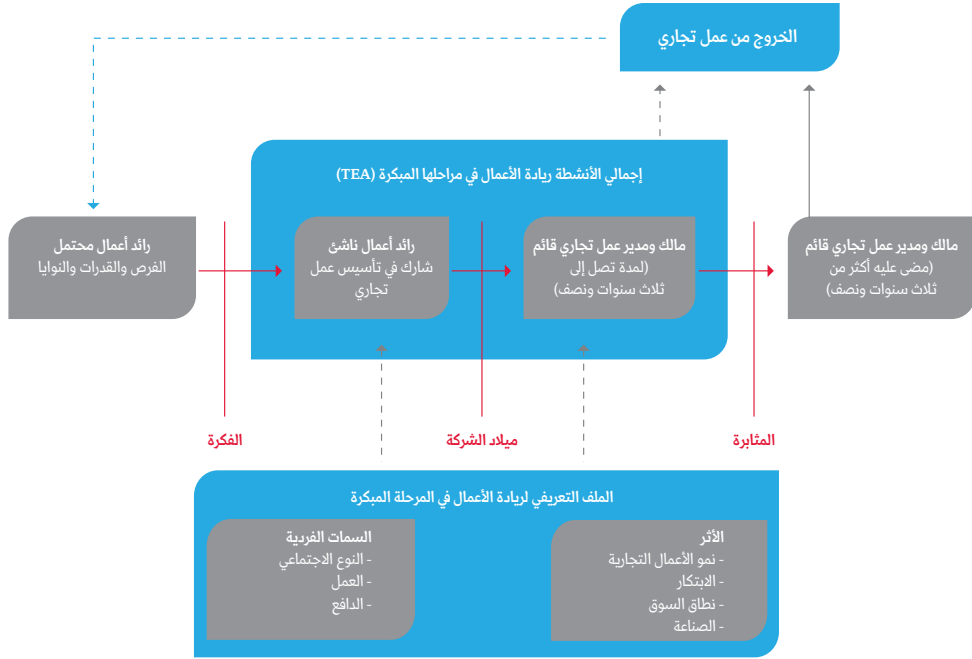 الخروج من عمل تجاري
إجمالي الأنشطة ريادة الأعمال في مراحلها المبكرة (TEA)
رائد أعمال محتمل
الفرص والقدرات والنوايا
رائد أعمال ناشئ
شارك في تأسيس عمل
تجاري
مالك ومدير عمل تجاري قائم
(لمدة تصل إلى
ثلاث سنوات ونصف)
مالك ومدير عمل تجاري قائم
(مضى عليه أكثر من
ثلاث سنوات ونصف)
الفكرة
ميلاد الشركة
المثابرة
الملف التعريفي لريادة الأعمال في المرحلة المبكرة
السمات الفردية
- النوع الاجتماعي
- العمل
- الدافع
الأثر
- نمو الأعمال التجارية
- الابتكار
- نطاق السوق
- الصناعة